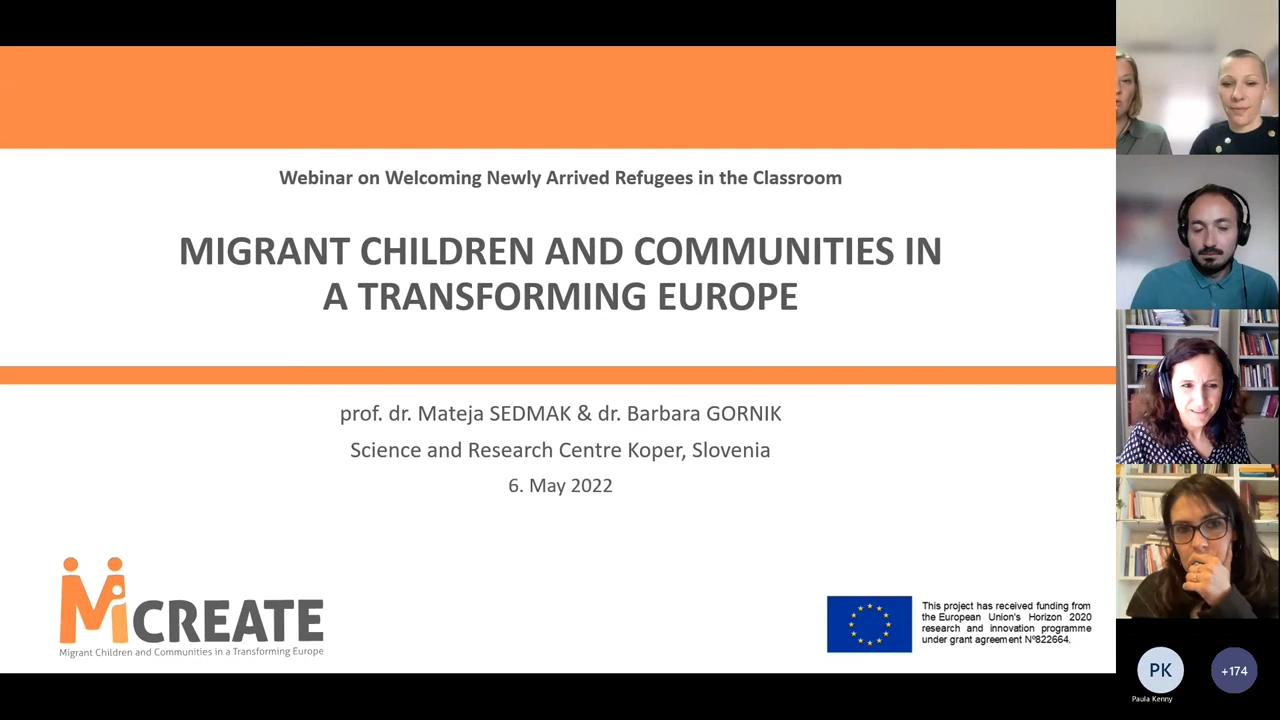 Webinar on Welcoming Newly Arrived Refugees in the Classroom
MIGRANT CHILDREN AND COMMUNITIES IN
A TRANSFORMING EUROPE
prof. dr. Mateja SEDMAK & dr. Barbara GORNIK
Science and Research Centre Koper, Slovenia
6. May 2022
MiCREATE
Migrant Children and Communities in a Transforming Europe
This project has received funding from
the European Union's Horizon 2020
research and innovation programme
under grant agreement Nº822664.
PK
Paula Kenny
+174